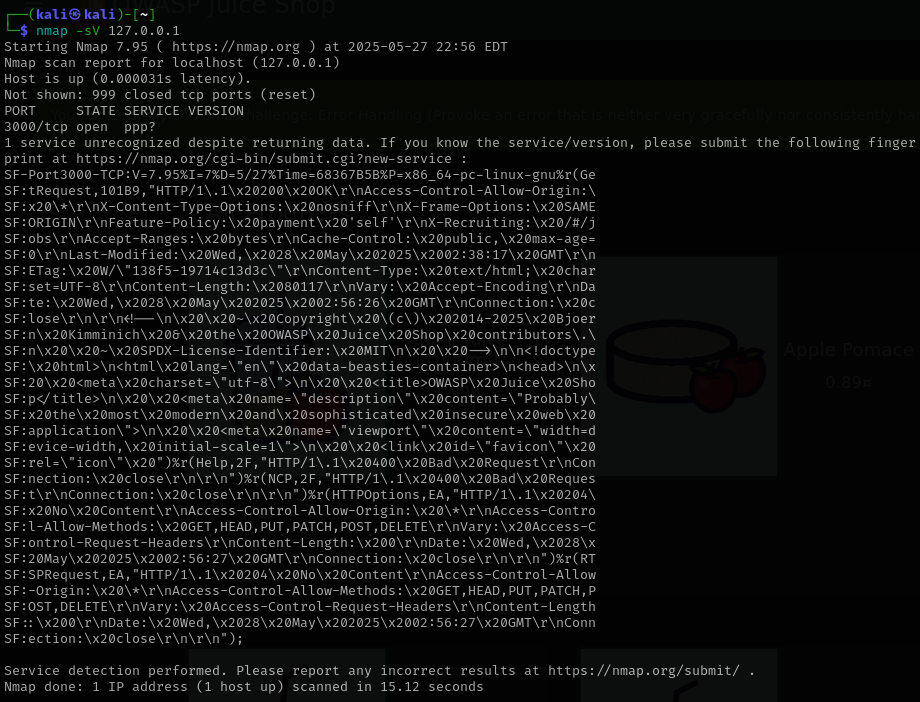 OWASP Juice Shop
┌──(kali㉿kali)-[~]
└─$ nmap -sV 127.0.0.1
Starting Nmap 7.95 ( https://nmap.org ) at 2025-05-27 22:56 EDT
Nmap scan report for localhost (127.0.0.1)
Host is up (0.000031s latency).
Not shown: 999 closed tcp ports (reset)
PORT     STATE SERVICE VERSION
challenge: Error Handling (Provoke an error that is neither very gracefully nor consistently
3000/tcp open  ppp?
1 service unrecognized despite returning data. If you know the service/version, please submit the following finger
print at https://nmap.org/cgi-bin/submit.cgi?new-service :
SF-Port3000-TCP:V=7.95%I=7%D=5/27%Time=68367B5B%P=x86_64-pc-linux-gnu%r(Ge
SF:tRequest,101B9,"HTTP/1\.1\x20200\x20OK\r\nAccess-Control-Allow-Origin:\
SF:x20\*\r\nX-Content-Type-Options:\x20nosniff\r\nX-Frame-Options:\x20SAME
SF:ORIGIN\r\nFeature-Policy:\x20payment\x20'self'\r\nX-Recruiting:\x20/#/j
SF:obs\r\nAccept-Ranges:\x20bytes\r\nCache-Control:\x20public,\x20max-age=
SF:0\r\nLast-Modified:\x20Wed,\x2028\x20May\x202025\x2002:38:17\x20GMT\r\n
SF:ETag:\x20W/\"138f5-19714c13d3c\"\r\nContent-Type:\x20text/html;\x20char
SF:set=UTF-8\r\nContent-Length:\x2080117\r\nVary:\x20Accept-Encoding\r\nDa
SF:te:\x20Wed,\x2028\x20May\x202025\x2002:56:26\x20GMT\r\nConnection:\x20c
SF:lose\r\n\r\n<!--\n\x20\x20~\x20Copyright\x20\(c\)\x202014-2025\x20Bjoer
SF:n\x20Kimminich\x20&\x20the\x20OWASP\x20Juice\x20Shop\x20contributors\.\
SF:n\x20\x20~\x20SPDX-License-Identifier:\x20MIT\n\x20\x20-->\n\n<!doctype
SF:\x20html>\n<html\x20lang=\"en\"\x20data-beasties-container>\n<head>\n\x
SF:20\x20<meta\x20charset=\"utf-8\">\n\x20\x20<title>OWASP\x20Juice\x20Sho
SF:p</title>\n\x20\x20<meta\x20name=\"description\"\x20content=\"Probably\
SF:x20the\x20most\x20modern\x20and\x20sophisticated\x20insecure\x20web\x20
SF:application\">\n\x20\x20<meta\x20name=\"viewport\"\x20content=\"width=d
SF:evice-width,\x20initial-scale=1\">\n\x20\x20<link\x20id=\"favicon\"\x20
SF:rel=\"icon\"\x20")%r(Help,2F,"HTTP/1\.1\x20400\x20Bad\x20Request\r\nCon
SF:nection:\x20close\r\n\r\n")%r(NCP,2F,"HTTP/1\.1\x20400\x20Bad\x20Reques
SF:t\r\nConnection:\x20close\r\n\r\n")%r(HTTPOptions,EA,"HTTP/1\.1\x20204\
SF:x20No\x20Content\r\nAccess-Control-Allow-Origin:\x20\*\r\nAccess-Contro
SF:l-Allow-Methods:\x20GET,HEAD,PUT,PATCH,POST,DELETE\r\nVary:\x20Access-C
SF:ontrol-Request-Headers\r\nContent-Length:\x200\r\nDate:\x20Wed,\x2028\x
SF:20May\x202025\x2002:56:27\x20GMT\r\nConnection:\x20close\r\n\r\n")%r(RT
SF:SPRequest,EA,"HTTP/1\.1\x20204\x20No\x20Content\r\nAccess-Control-Allow
SF:-Origin:\x20\*\r\nAccess-Control-Allow-Methods:\x20GET,HEAD,PUT,PATCH,P
SF:OST,DELETE\r\nVary:\x20Access-Control-Request-Headers\r\nContent-Length
SF::\x200\r\nDate:\x20Wed,\x2028\x20May\x202025\x2002:56:27\x20GMT\r\nConn
SF:ection:\x20close\r\n\r\n");
Apple Pomace
0.89¤
Service detection performed. Please report any incorrect results at https://nmap.org/submit/ .
Nmap done: 1 IP address (1 host up) scanned in 15.12 seconds